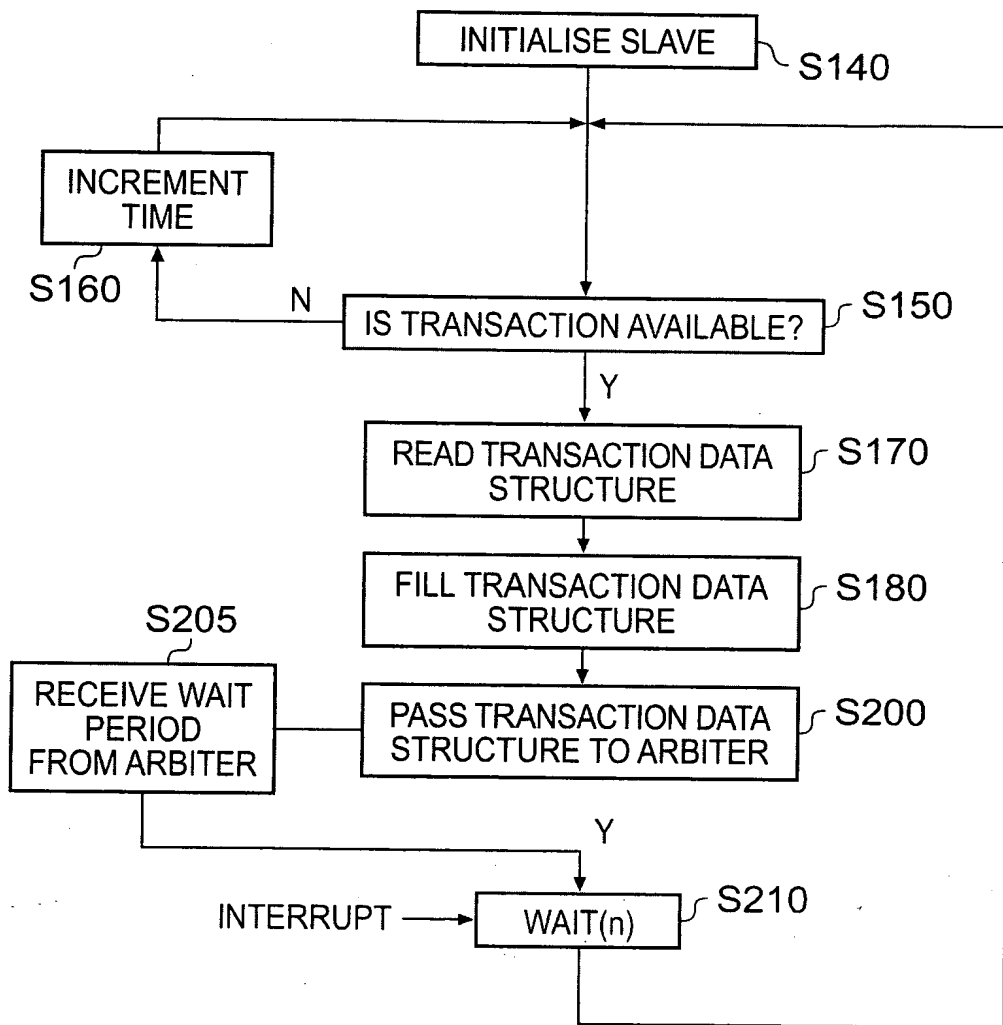 INITIALISE SLAVE
S140
INCREMENT
TIME
S160
N
IS TRANSACTION AVAILABLE?
S150
Y
READ TRANSACTION DATA
STRUCTURE
S170
FILL TRANSACTION DATA
STRUCTURE
S180
S205
RECEIVE WAIT
PERIOD
FROM ARBITER
PASS TRANSACTION DATA
STRUCTURE TO ARBITER
S200
Y
INTERRUPT
WAIT(n)
S210